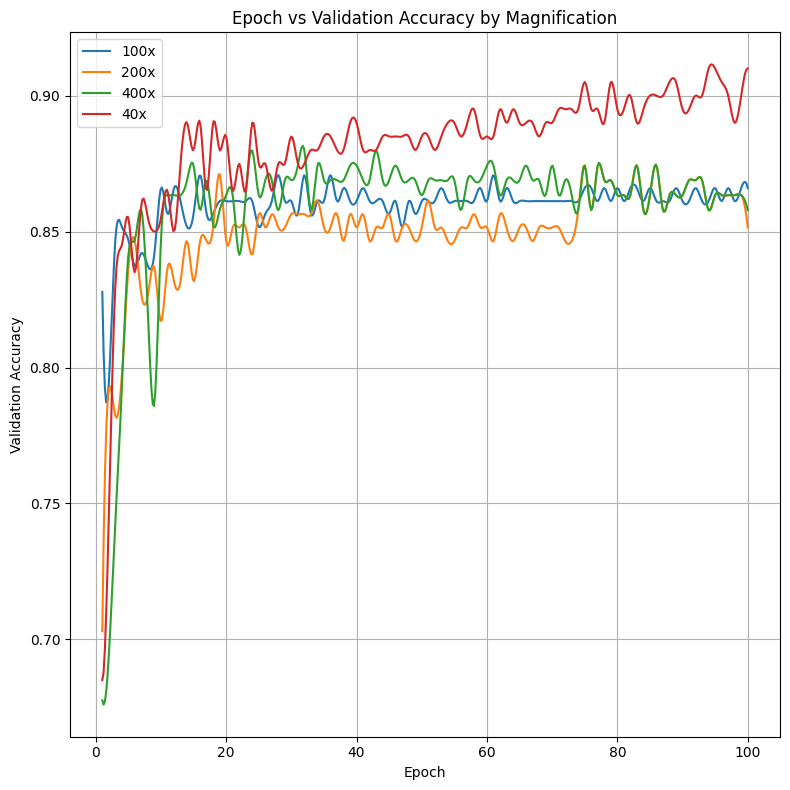 Epoch vs Validation Accuracy by Magnification
100x
200x
400x
40x
Validation Accuracy
0.90
0.85
0.80
0.75
0.70
0
20
40
60
80
100
Epoch